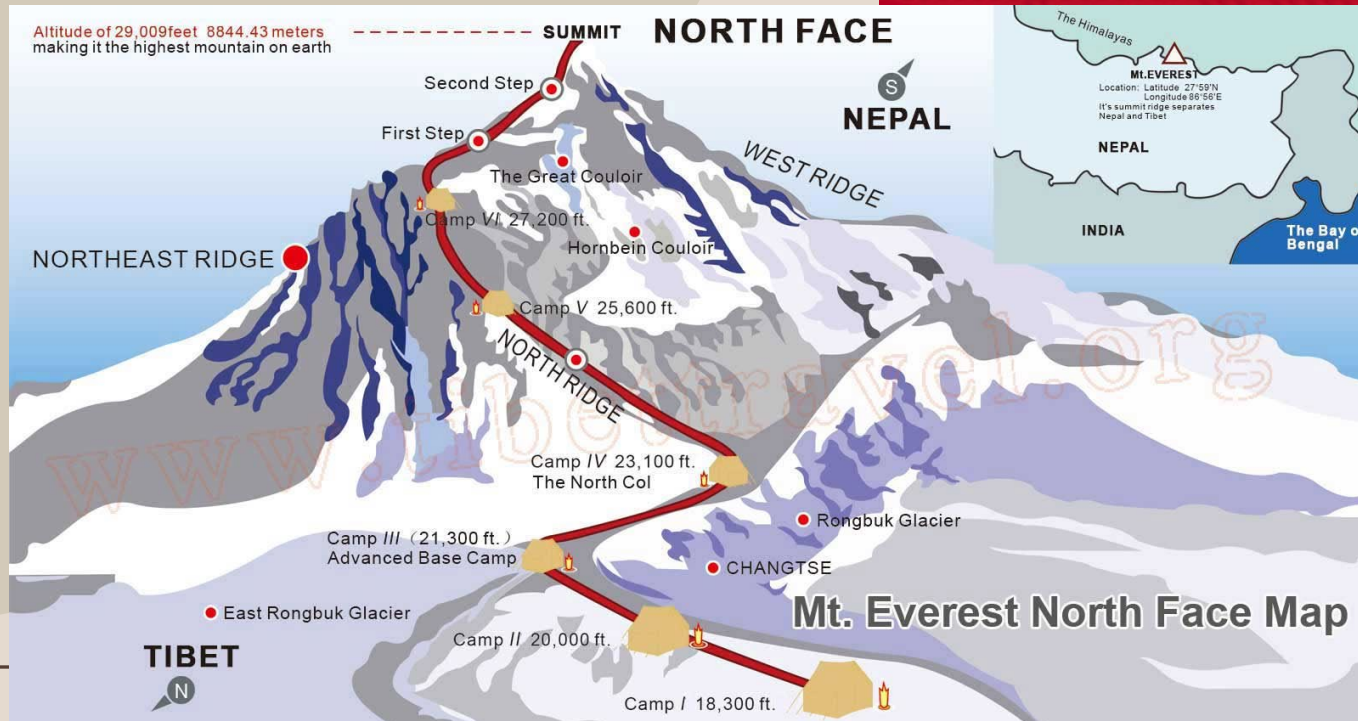 Altitude of 29,009feet 8844.43 meters
making it the highest mountain on earth
SUMMIT
NORTH FACE
Second Step
First Step
The Great Couloir
Camp VI 27,200 ft.
Hornbein Couloir
NORTHEAST RIDGE
Camp V 25,600 ft.
NORTH RIDGE
WEST RIDGE
S
NEPAL
The Himalayas
Mt.EVEREST
Location: Latitude 27°59'N
Longitude 86°56'E
It's summit ridge separates
Nepal and Tibet
NEPAL
INDIA
The Bay o
Bengal
www.tibettravel.org
Camp IV 23,100 ft.
The North Col
Camp III (21,300 ft.)
Advanced Base Camp
Rongbuk Glacier
CHANGTSE
East Rongbuk Glacier
Mt. Everest North Face Map
Camp II 20,000 ft.
TIBET
N
Camp I 18,300 ft.